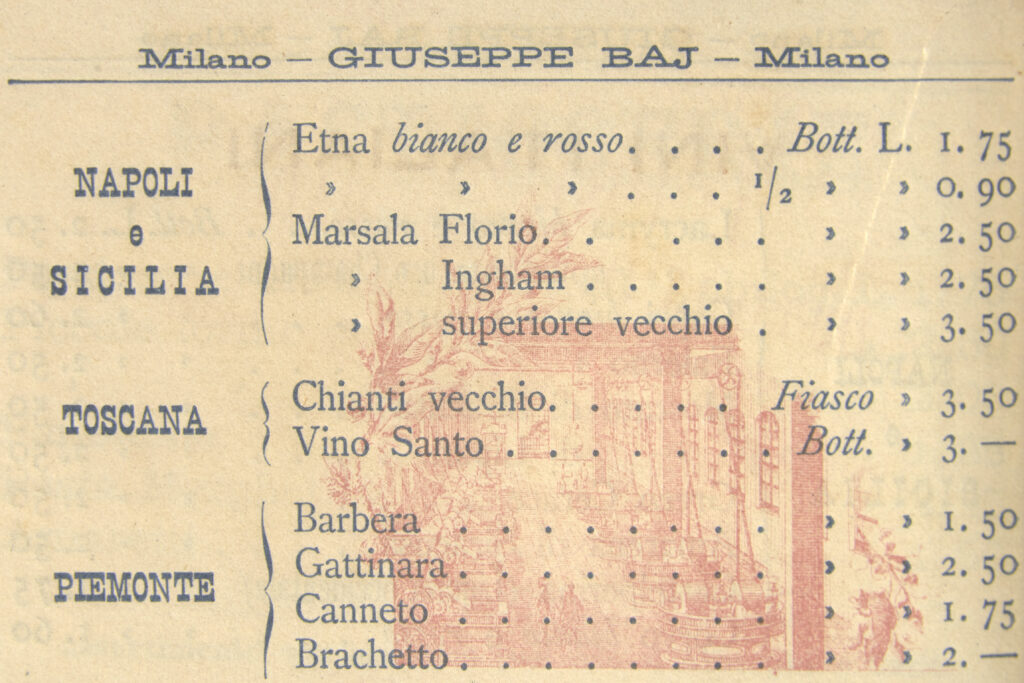 Milano – GIUSEPPE BAJ – Milano
NAPOLI
e
SICILIA
Etna bianco e rosso. . . . Bott. L. 1. 75
» » » . . . . 1/2 » » 0. 90
Marsala Florio. . . . . . » » 2. 50
» Ingham . . . . . » » 2. 50
» superiore vecchio . » » 3. 50
TOSCANA
Chianti vecchio. . . . . . Fiasco » 3. 50
Vino Santo . . . . . . . Bott. » 3. —
PIEMONTE
Barbera . . . . . . . . » » 1. 50
Gattinara . . . . . . . . » » 2. 50
Canneto . . . . . . . . » » 1. 75
Brachetto . . . . . . . . » » 2. —